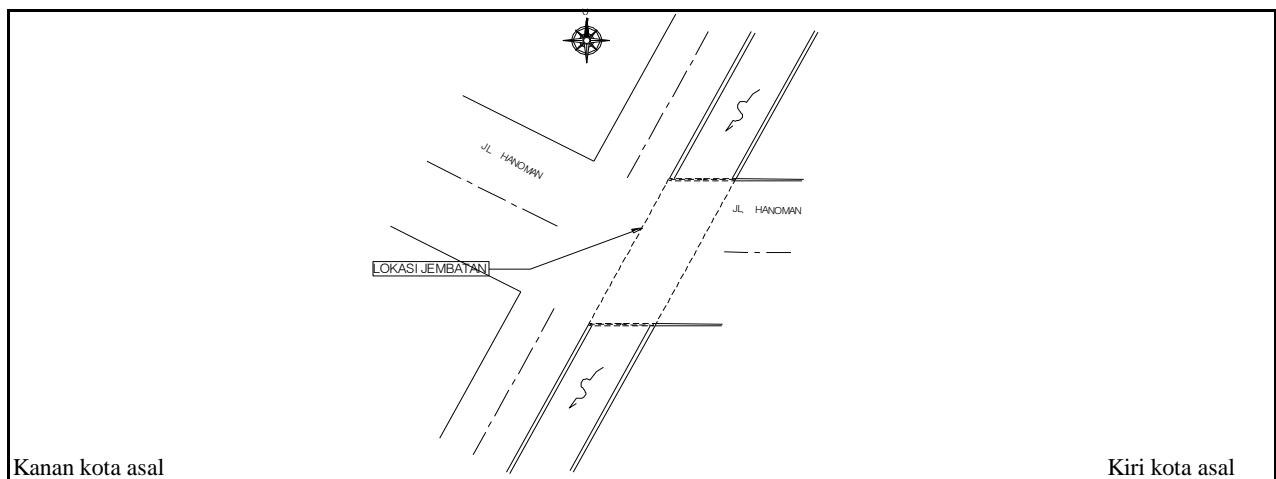 U
JL HANOMAN
JL, HANOMAN
LOKASI JEMBATAN
Kanan kota asal
Kiri kota asal